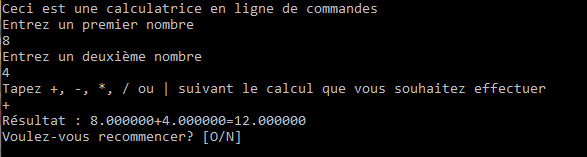 Ceci est une calculatrice en ligne de commandes
Entrez un premier nombre
8
Entrez un deuxième nombre
4
Tapez +, -, *, / ou | suivant le calcul que vous souhaitez effectuer
+
Résultat : 8.000000+4.000000=12.000000
Voulez-vous recommencer? [O/N]